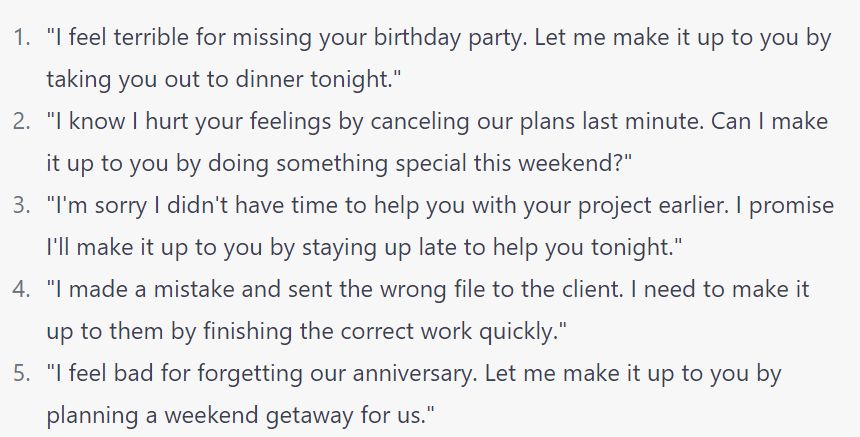 1. "I feel terrible for missing your birthday party. Let me make it up to you by
taking you out to dinner tonight."
2. "I know I hurt your feelings by canceling our plans last minute. Can I make
it up to you by doing something special this weekend?"
3. "I'm sorry I didn't have time to help you with your project earlier. I promise
I'll make it up to you by staying up late to help you tonight."
4. "I made a mistake and sent the wrong file to the client. I need to make it
up to them by finishing the correct work quickly."
5. "I feel bad for forgetting our anniversary. Let me make it up to you by
planning a weekend getaway for us."